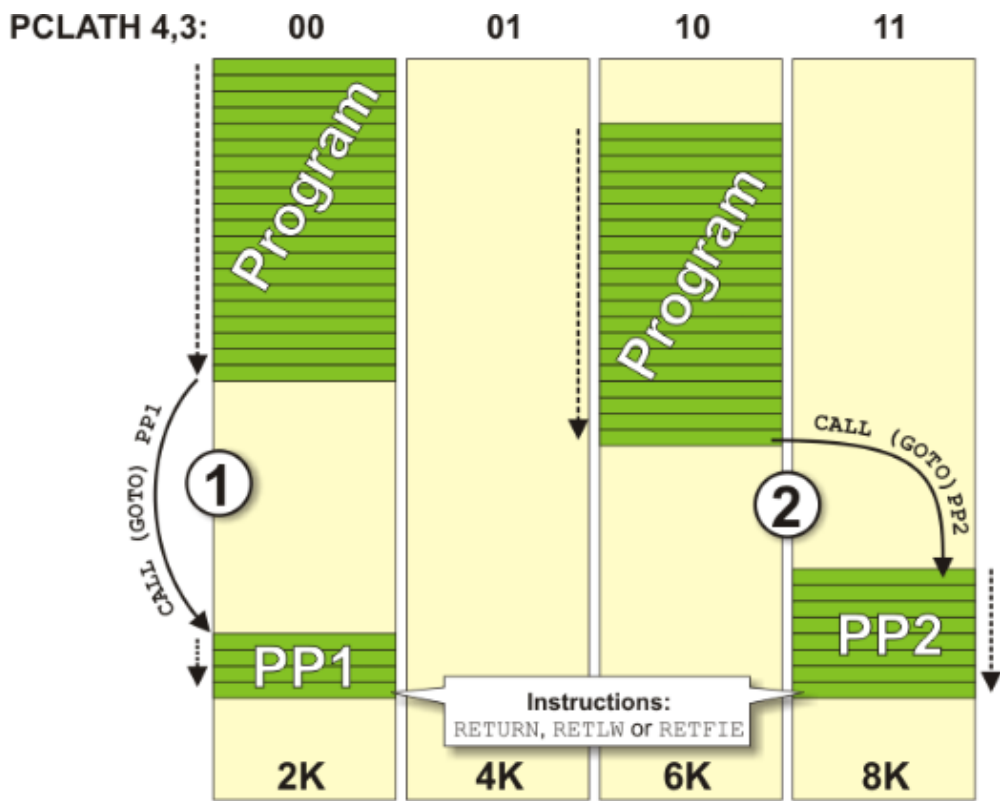 PCLATH 4,3: 00 01 10 11
Program
Program
CALL (GOTO) PP1
1
CALL (GOTO) PP2
2
PP1
PP2
Instructions:
RETURN, RETLW or RETFIE
2K 4K 6K 8K